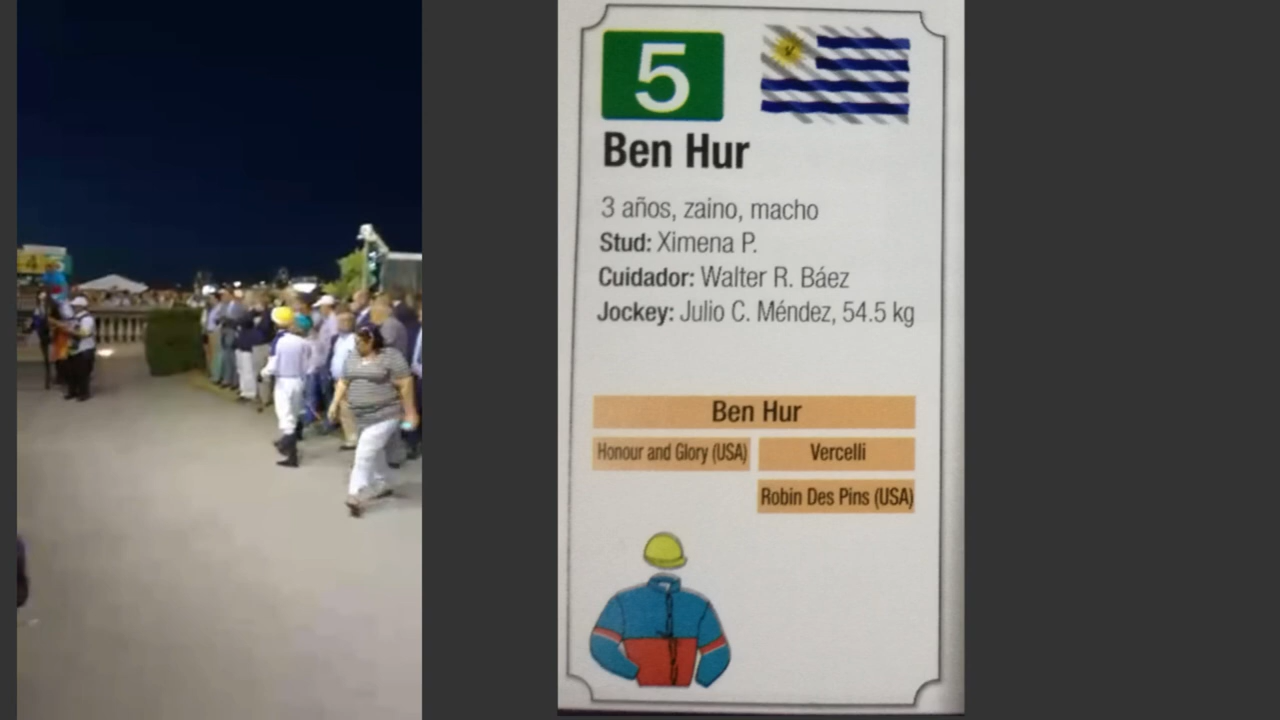 4
5
Ben Hur
3 años, zaino, macho
Stud: Ximena P.
Cuidador: Walter R. Báez
Jockey: Julio C. Méndez, 54.5 kg
Ben Hur
Honour and Glory (USA)
Vercelli
Robin Des Pins (USA)